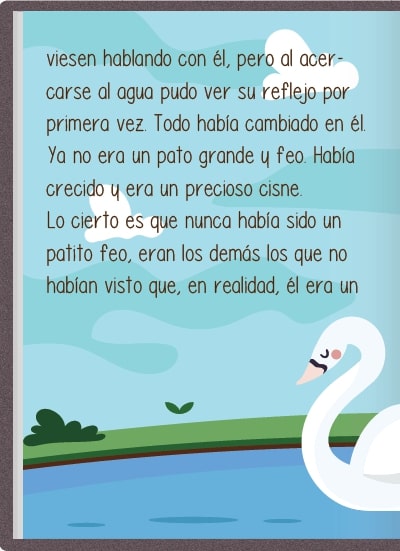 viesen hablando con él, pero al acer-
carse al agua pudo ver su reflejo por
primera vez. Todo había cambiado en él.
Ya no era un pato grande y feo. Había
crecido y era un precioso cisne.
Lo cierto es que nunca había sido un
patito feo, eran los demás los que no
habían visto que, en realidad, él era un